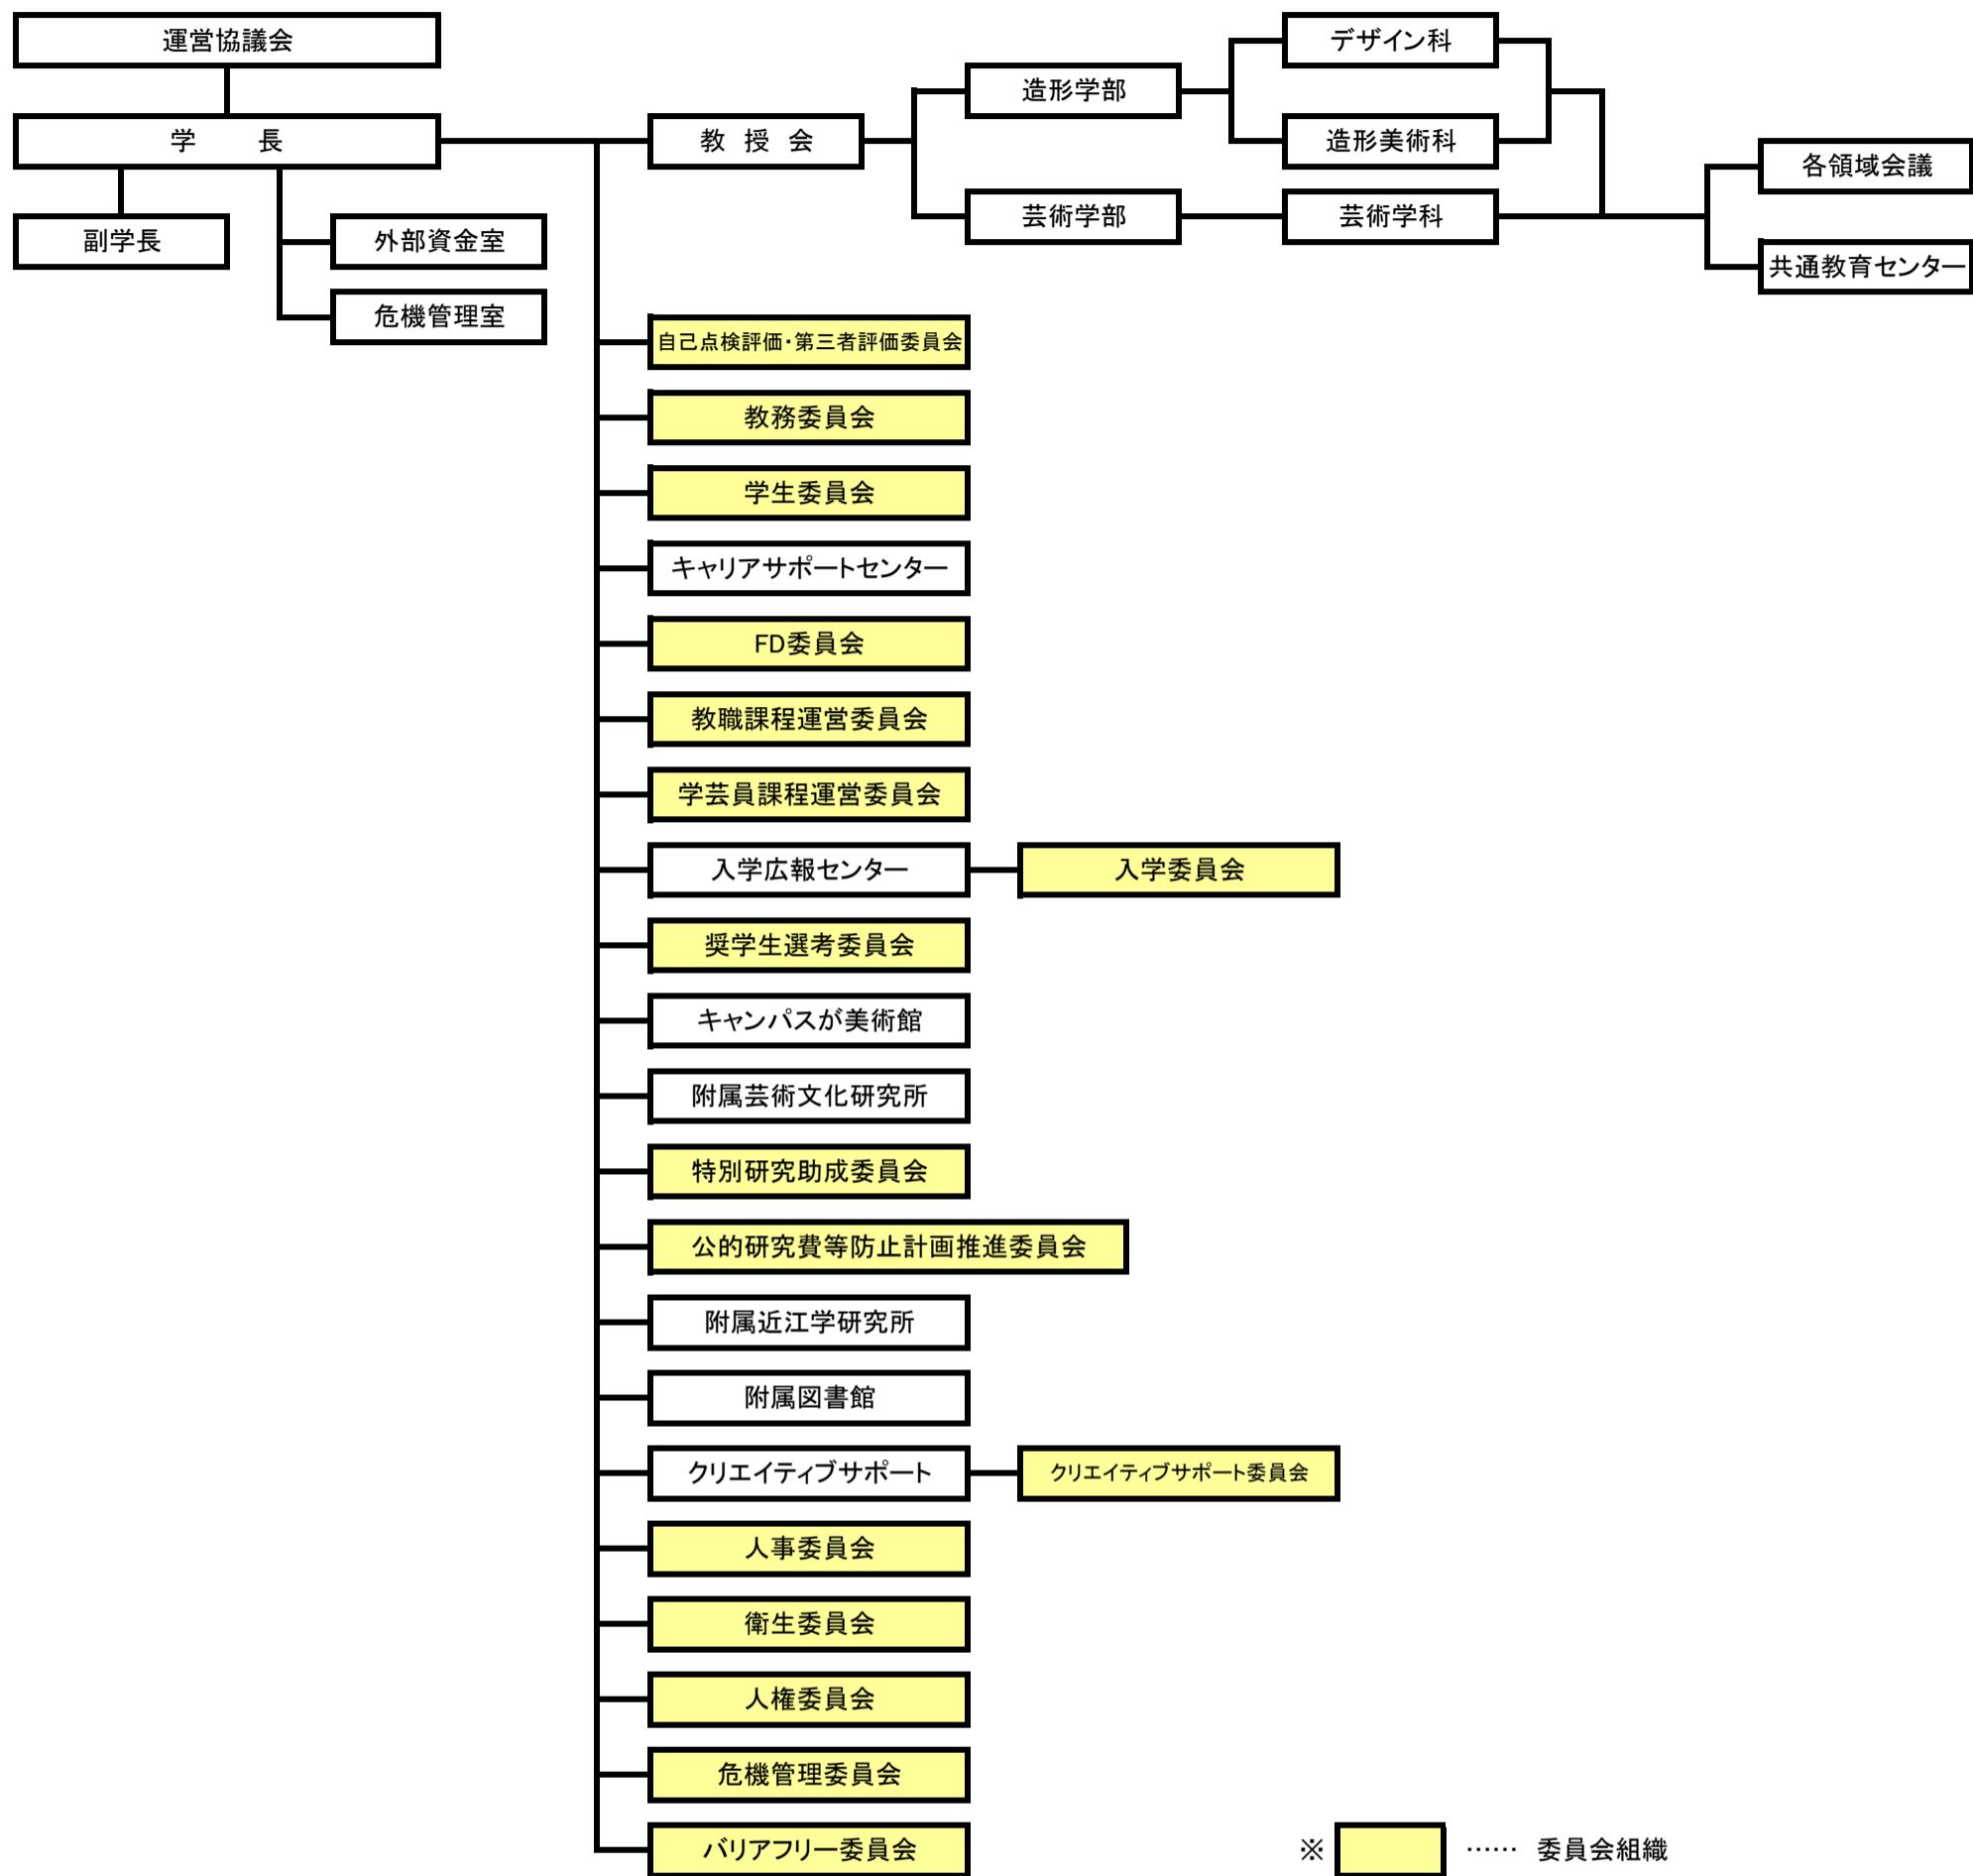 運営協議会
学　長
副学長
外部資金室
危機管理室
教 授 会
造形学部
芸術学部
デザイン科
造形美術科
芸術学科
各領域会議
共通教育センター
自己点検評価・第三者評価委員会
教務委員会
学生委員会
キャリアサポートセンター
FD委員会
教職課程運営委員会
学芸員課程運営委員会
入学広報センター
入学委員会
奨学生選考委員会
キャンパスが美術館
附属芸術文化研究所
特別研究助成委員会
公的研究費等防止計画推進委員会
附属近江学研究所
附属図書館
クリエイティブサポート
クリエイティブサポート委員会
人事委員会
衛生委員会
人権委員会
危機管理委員会
バリアフリー委員会
※ …… 委員会組織